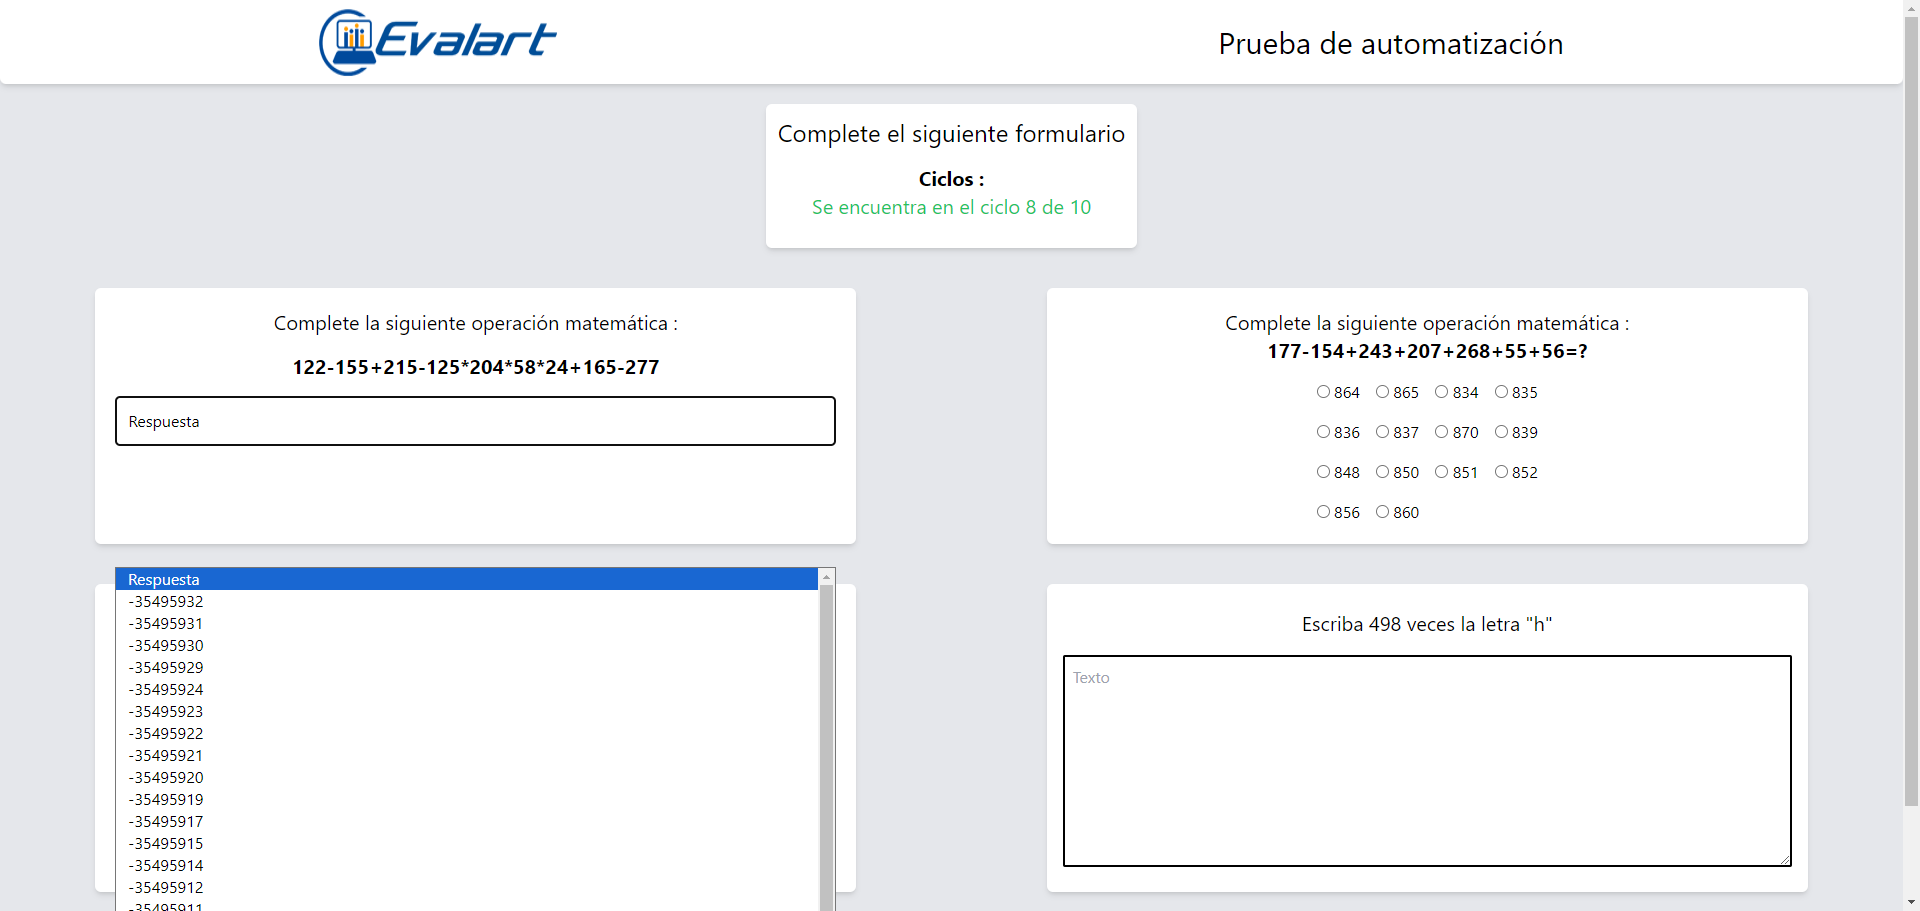 Evalart
Prueba de automatización
Complete el siguiente formulario
Ciclos :
Se encuentra en el ciclo 8 de 10
Complete la siguiente operación matemática :
122-155+215-125*204*58*24+165-277
Respuesta
Complete la siguiente operación matemática :
177-154+243+207+268+55+56=?
864 865 834 835
836 837 870 839
848 850 851 852
856 860
Respuesta
-35495932
-35495931
-35495930
-35495929
-35495924
-35495923
-35495922
-35495921
-35495920
-35495919
-35495917
-35495915
-35495914
-35495912
-35495911
Escriba 498 veces la letra "h"
Texto